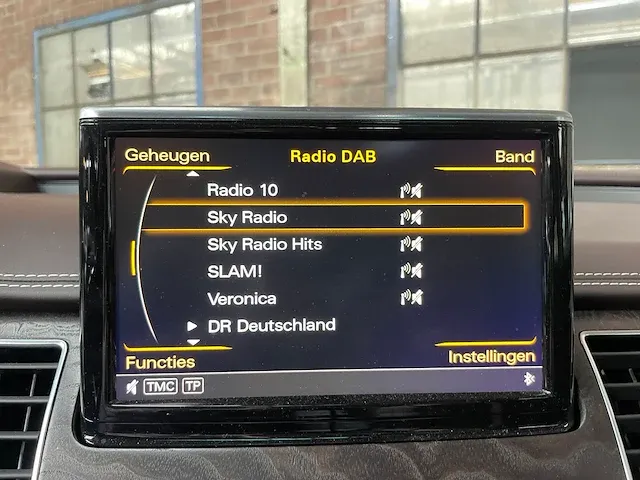 Geheugen Radio DAB Band
Radio 10
Sky Radio
Sky Radio Hits
SLAM!
Veronica
DR Deutschland
Functies Instellingen
TMC TP